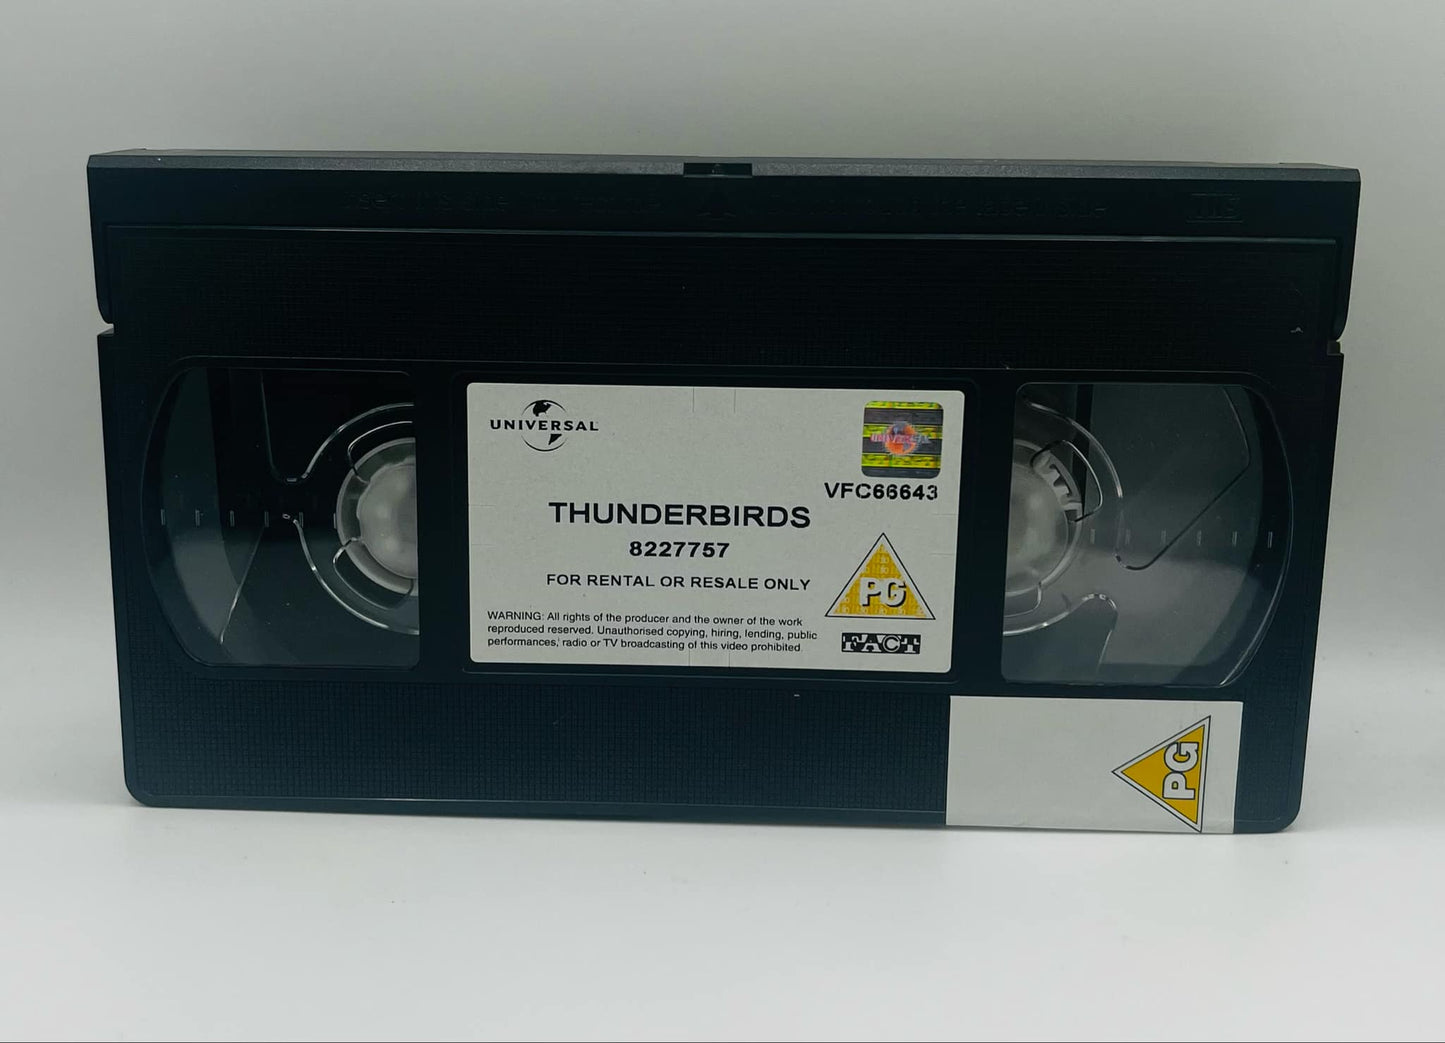 UNIVERSAL
UNIVERSAL
VFC66643
THUNDERBIRDS
8227757
FOR RENTAL OR RESALE ONLY
PG
WARNING: All rights of the producer and the owner of the work
reproduced reserved. Unauthorised copying, hiring, lending, public
performances, radio or TV broadcasting of this video prohibited.
FACT
PG